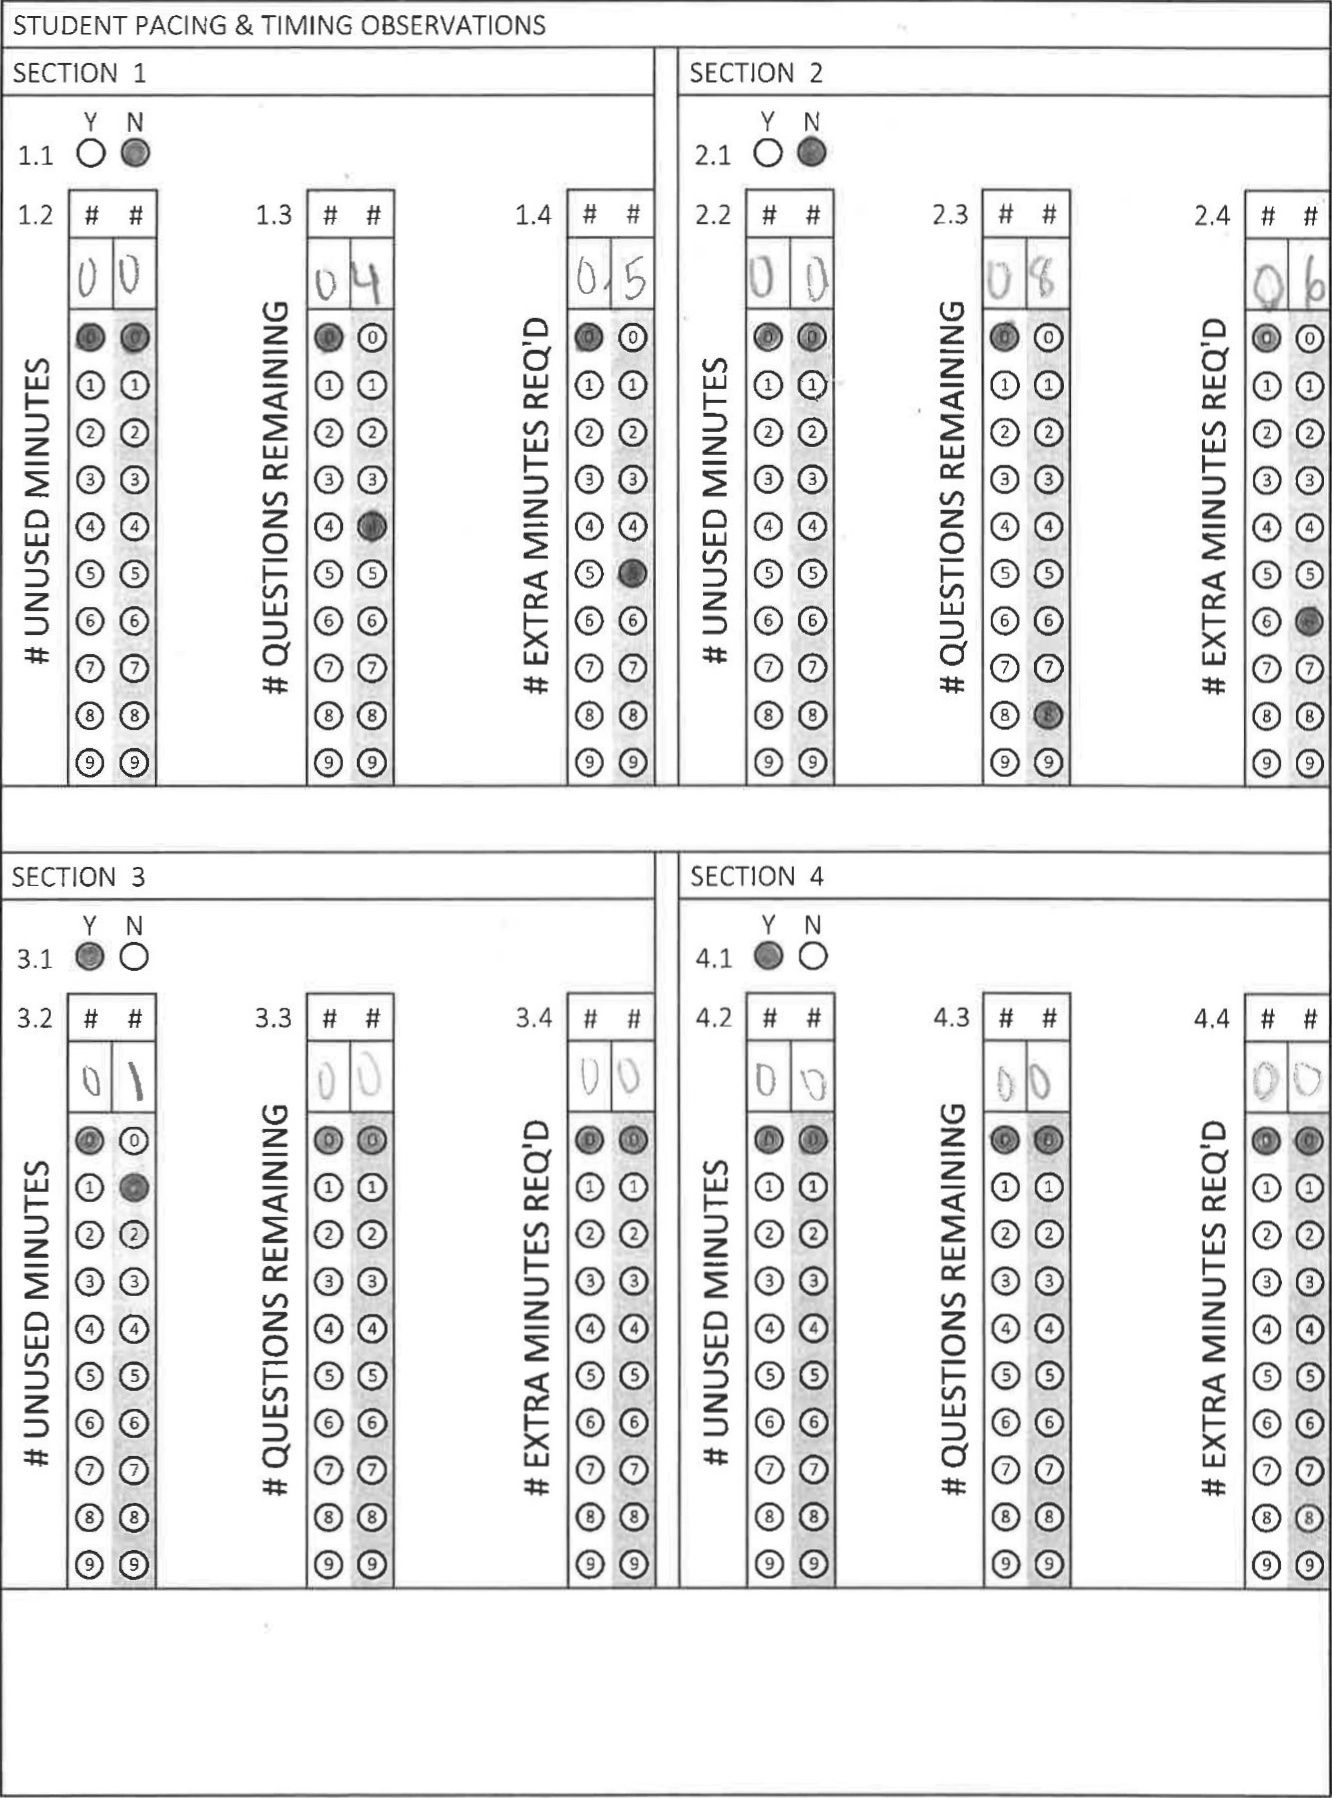 STUDENT PACING & TIMING OBSERVATIONS
SECTION 1
Y N
1.1
1.2 # # 1.3 # # 1.4 # #
0 0 0 4 0 5
# UNUSED MINUTES
# QUESTIONS REMAINING
# EXTRA MINUTES REQ'D
0 0 0 0 0 0
1 1 1 1 1 1
2 2 2 2 2 2
3 3 3 3 3 3
4 4 4 4 4
5 5 5 5 5 5
6 6 6 6 6 6
7 7 7 7 7 7
8 8 8 8 8 8
9 9 9 9 9 9
SECTION 2
Y N
2.1
2.2 # # 2.3 # # 2.4 # #
0 0 0 8 0 6
# UNUSED MINUTES
# QUESTIONS REMAINING
# EXTRA MINUTES REQ'D
0 0 0 0 0 0
1 1 1 1 1 1
2 2 2 2 2 2
3 3 3 3 3 3
4 4 4 4 4 4
5 5 5 5 5 5
6 6 6 6 6 6
7 7 7 7 7 7
8 8 8 8 8 8
9 9 9 9 9 9
SECTION 3
Y N
3.1
3.2 # # 3.3 # # 3.4 # #
0 1 0 0 0 0
# UNUSED MINUTES
# QUESTIONS REMAINING
# EXTRA MINUTES REQ'D
0 0 0 0 0 0
1 1 1 1 1
2 2 2 2 2 2
3 3 3 3 3 3
4 4 4 4 4 4
5 5 5 5 5 5
6 6 6 6 6 6
7 7 7 7 7 7
8 8 8 8 8 8
9 9 9 9 9 9
SECTION 4
Y N
4.1
4.2 # # 4.3 # # 4.4 # #
0 0 0 0 0 0
# UNUSED MINUTES
# QUESTIONS REMAINING
# EXTRA MINUTES REQ'D
0 0 0 0 0 0
1 1 1 1 1 1
2 2 2 2 2 2
3 3 3 3 3 3
4 4 4 4 4 4
5 5 5 5 5 5
6 6 6 6 6 6
7 7 7 7 7 7
8 8 8 8 8 8
9 9 9 9 9 9